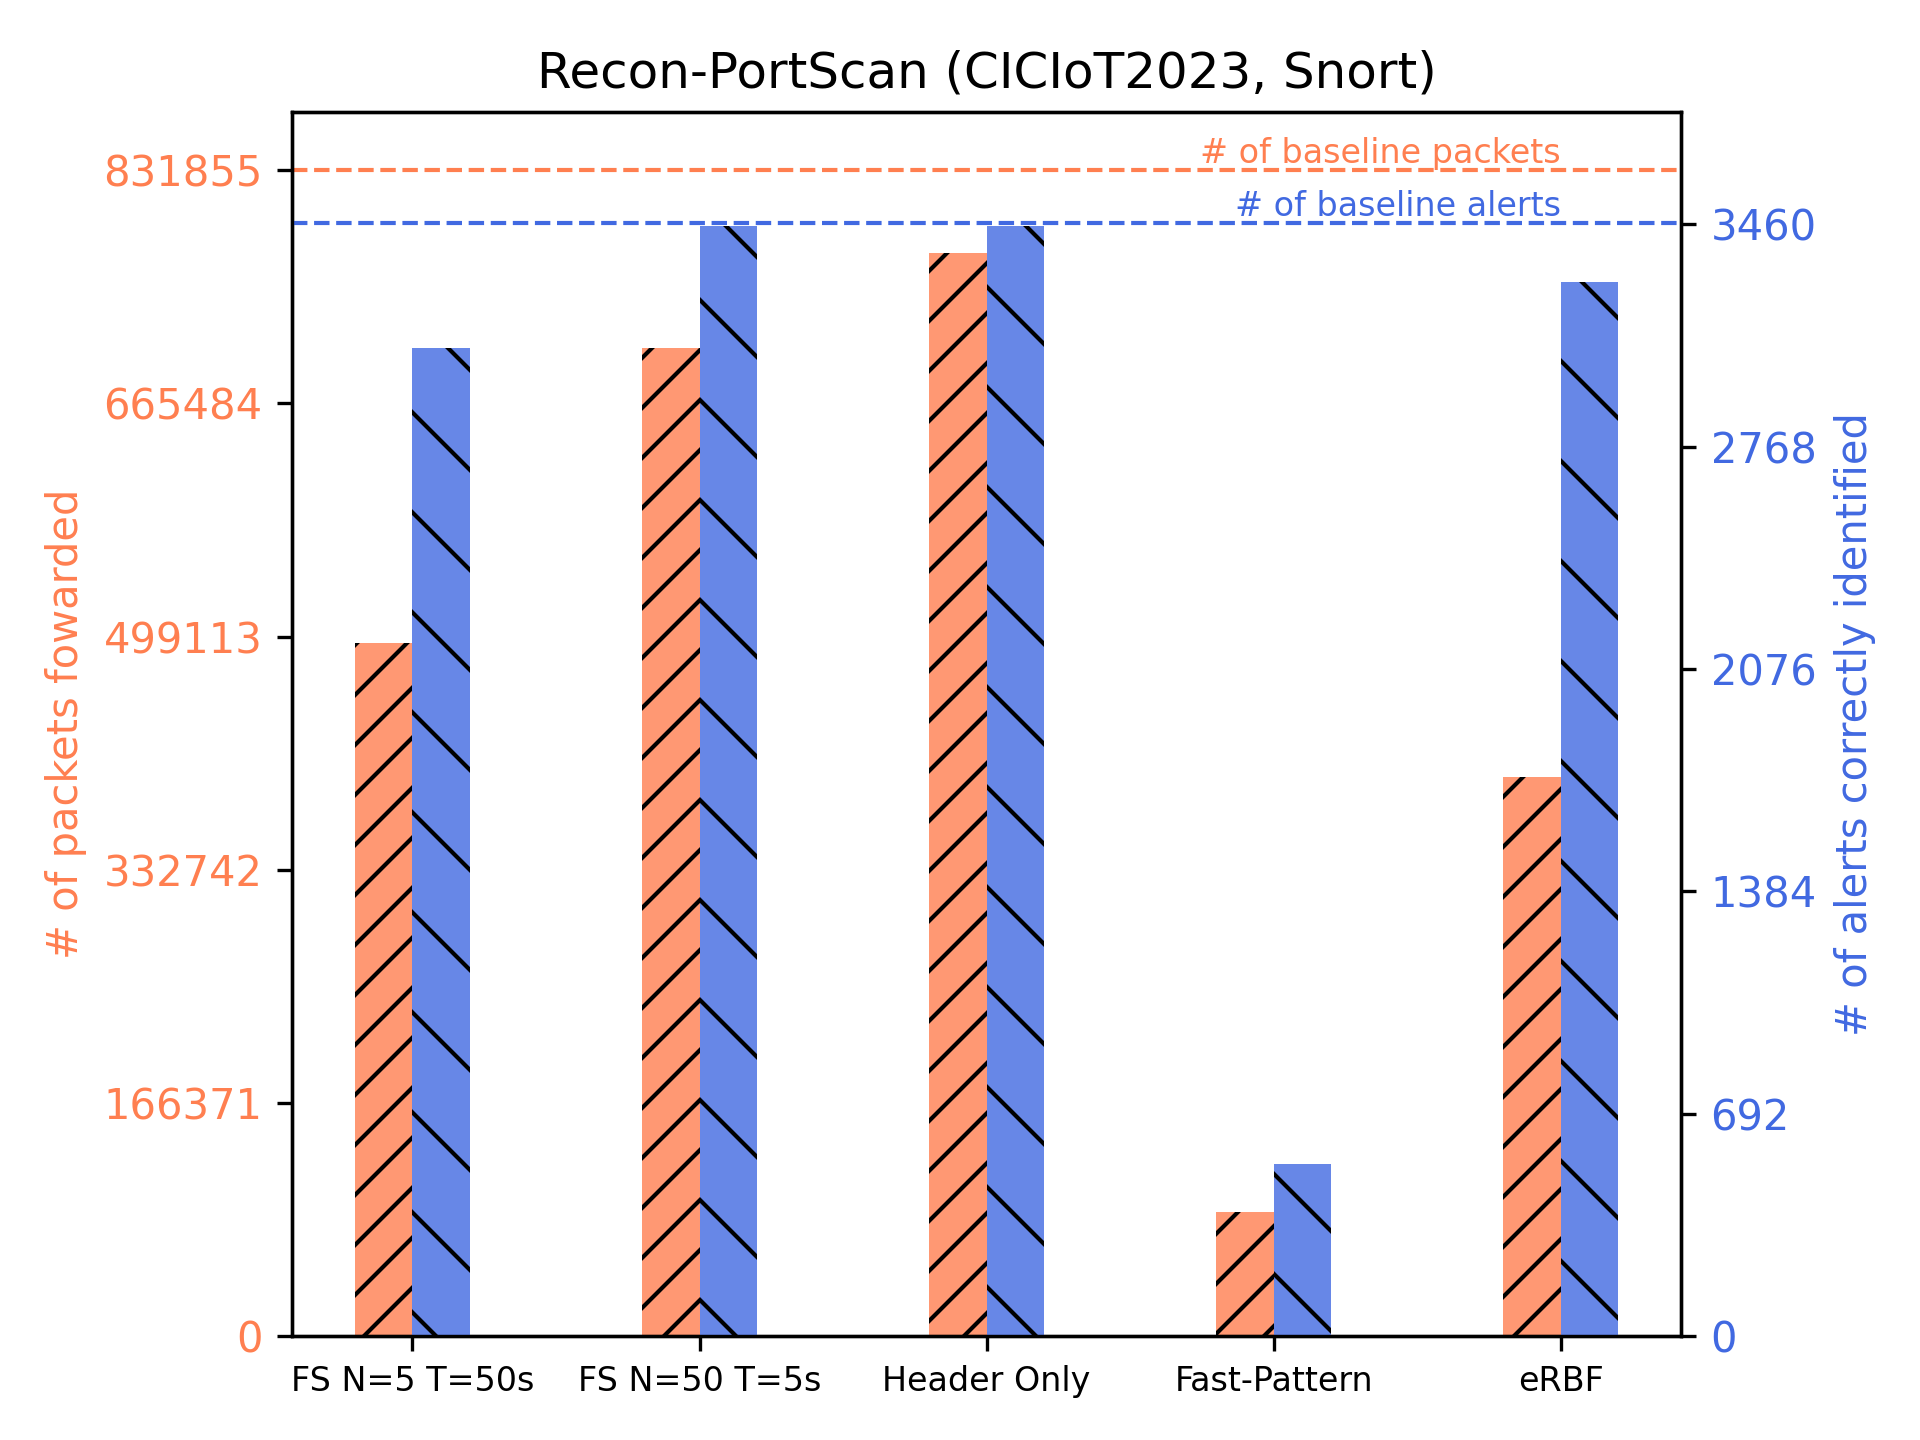 Recon-PortScan (CICIoT2023, Snort)
# of baseline packets
# of baseline alerts
# of packets fowarded
831855
665484
499113
332742
166371
0
3460
2768
2076
1384
692
0
# of alerts correctly identified
FS N=5 T=50s
FS N=50 T=5s
Header Only
Fast-Pattern
eRBF